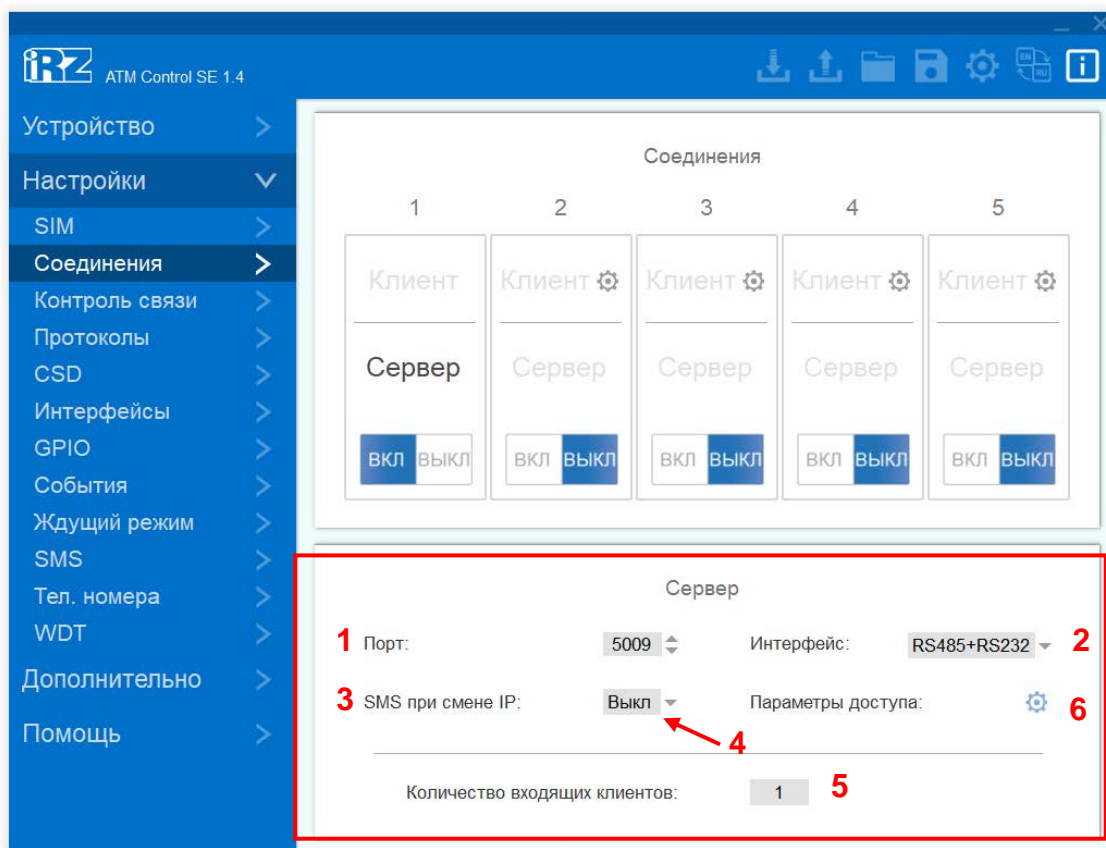 iRZ ATM Control SE 1.4
EN RU i
Устройство
Настройки
SIM
Соединения
Контроль связи
Протоколы
CSD
Интерфейсы
GPIO
События
Ждущий режим
SMS
Тел. номера
WDT
Дополнительно
Помощь
Соединения
1 2 3 4 5
Клиент Клиент Клиент Клиент Клиент
Сервер Сервер Сервер Сервер Сервер
ВКЛ ВЫКЛ ВКЛ ВЫКЛ ВКЛ ВЫКЛ ВКЛ ВЫКЛ ВКЛ ВЫКЛ
Сервер
1 Порт: 5009 Интерфейс: RS485+RS232 2
3 SMS при смене IP: Выкл Параметры доступа: 6
4
Количество входящих клиентов: 1 5